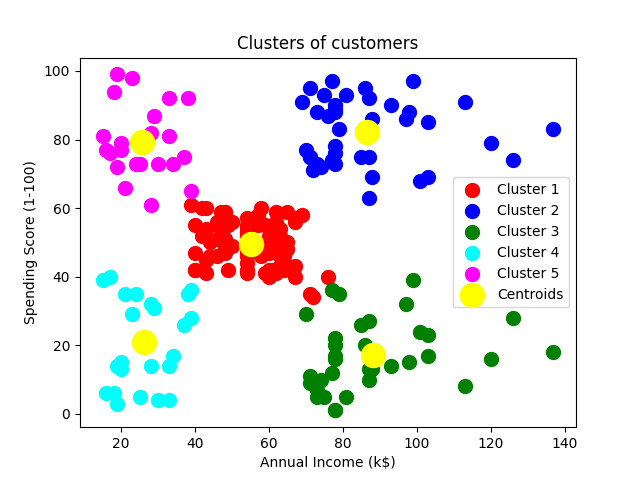 Clusters of customers
100
80
60
40
20
0
Spending Score (1-100)
Cluster 1
Cluster 2
Cluster 3
Cluster 4
Cluster 5
Centroids
20 40 60 80 100 120 140
Annual Income (k$)